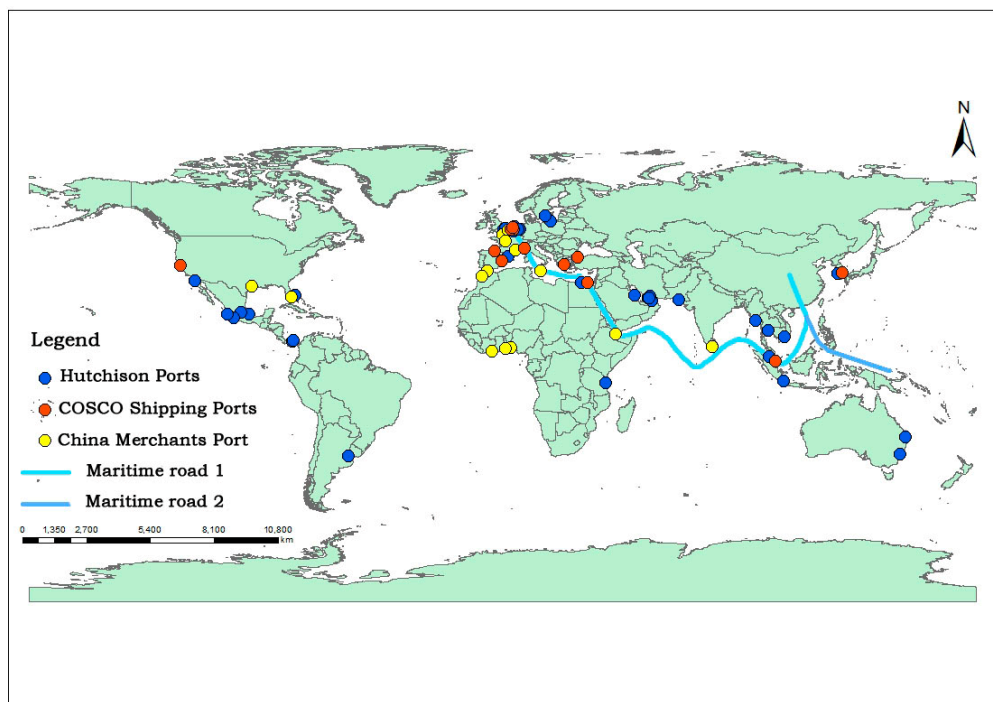 N
Legend
Hutchison Ports
COSCO Shipping Ports
China Merchants Port
Maritime road 1
Maritime road 2
0 1,350 2,700 5,400 8,100 10,800
km